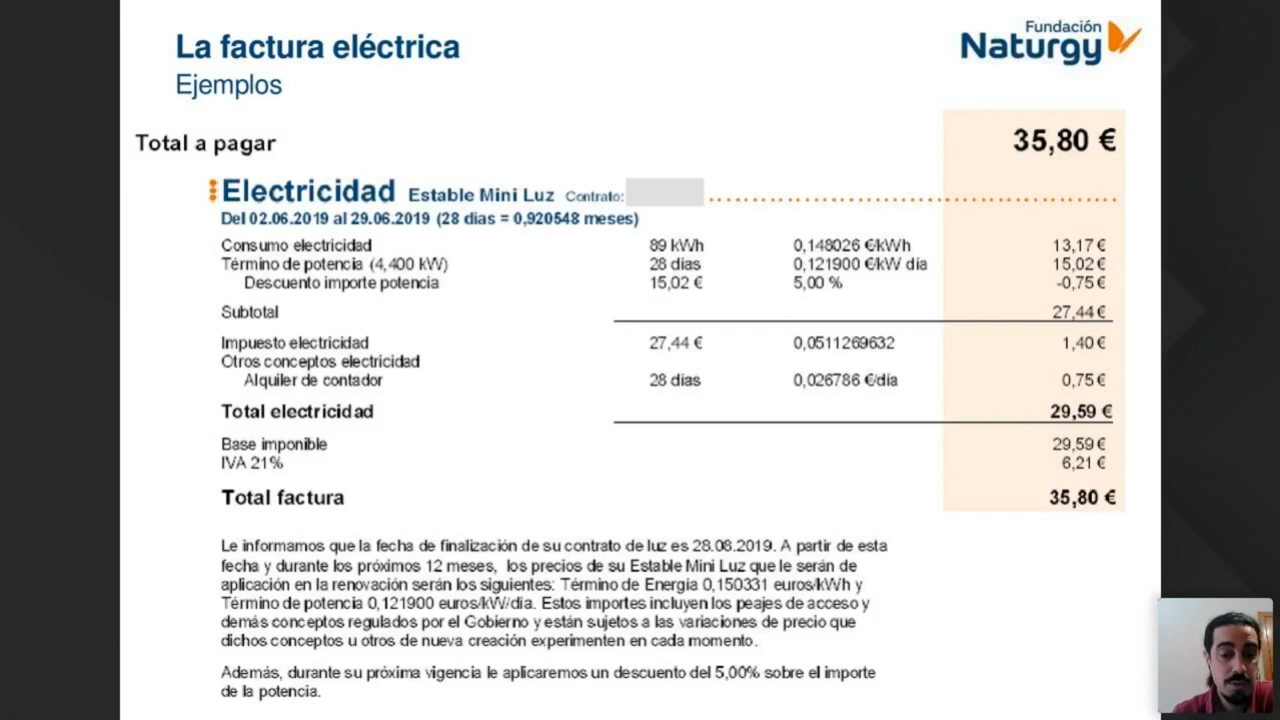 La factura eléctrica
Ejemplos
Fundación
Naturgy
Total a pagar 35,80 €
Electricidad Estable Mini Luz Contrato:
Del 02.06.2019 al 29.06.2019 (28 días = 0,920548 meses)
Consumo electricidad 89 kWh 0,148026 €/kWh 13,17 €
Término de potencia (4,400 kW) 28 días 0,121900 €/kW día 15,02 €
Descuento importe potencia 15,02 € 5,00 % -0,75 €
Subtotal 27,44 €
Impuesto electricidad 27,44 € 0,0511269632 1,40 €
Otros conceptos electricidad
Alquiler de contador 28 días 0,026786 €/día 0,75 €
Total electricidad 29,59 €
Base imponible 29,59 €
IVA 21% 6,21 €
Total factura 35,80 €
Le informamos que la fecha de finalización de su contrato de luz es 28.08.2019. A partir de esta
fecha y durante los próximos 12 meses, los precios de su Estable Mini Luz que le serán de
aplicación en la renovación serán los siguientes: Término de Energía 0,150331 euros/kWh y
Término de potencia 0,121900 euros/kW/día. Estos importes incluyen los peajes de acceso y
demás conceptos regulados por el Gobierno y están sujetos a las variaciones de precio que
dichos conceptos u otros de nueva creación experimenten en cada momento.
Además, durante su próxima vigencia le aplicaremos un descuento del 5,00% sobre el importe
de la potencia.